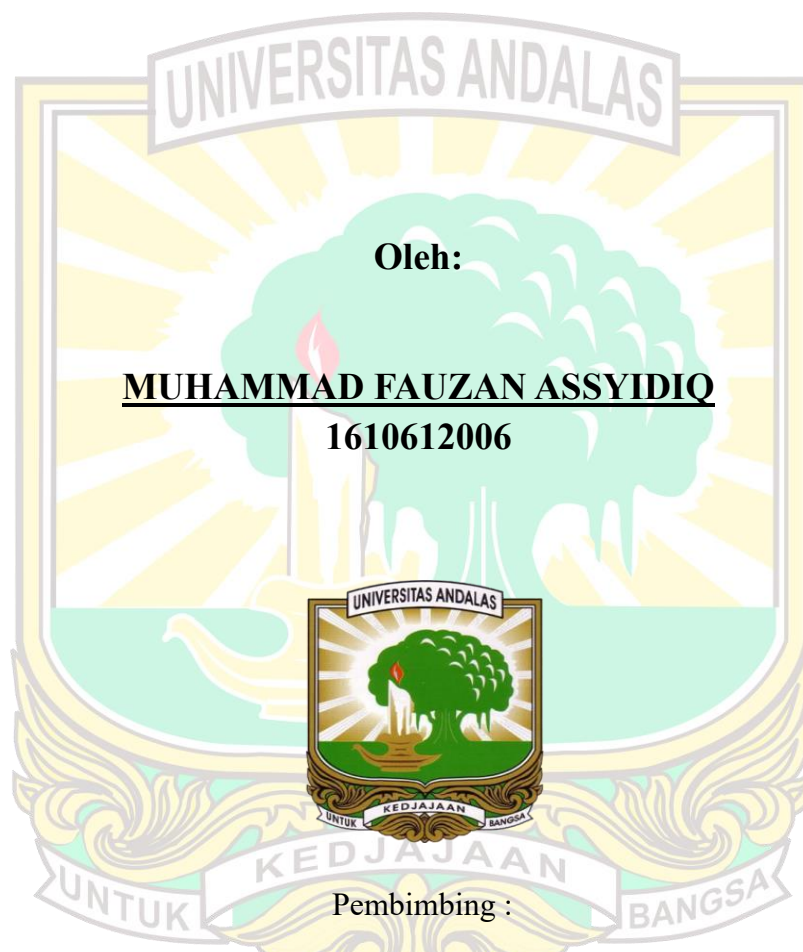 UNIVERSITAS ANDALAS
Oleh:
MUHAMMAD FAUZAN ASSYIDIQ
1610612006
UNIVERSITAS ANDALAS
UNTUK KEDJAJAAN BANGSA
Pembimbing :
UNTUK KEDJAJAAN BANGSA